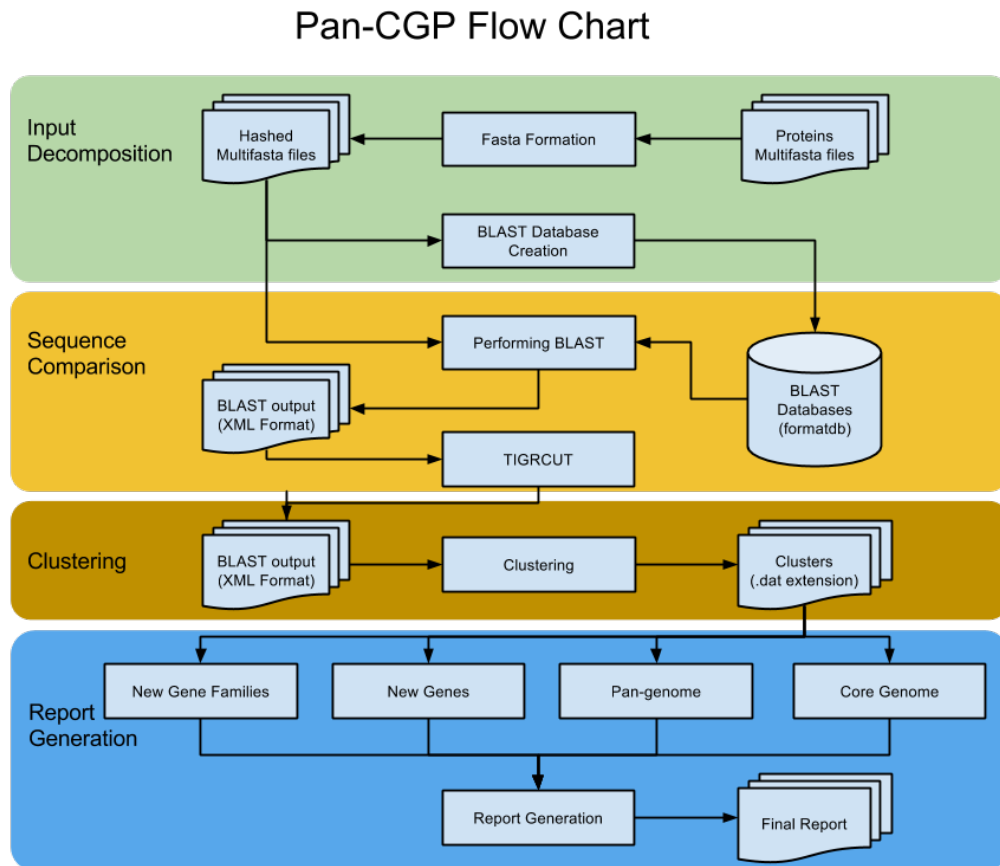 Pan-CGP Flow Chart
Input
Decomposition
Hashed
Multifasta files
Fasta Formation
Proteins
Multifasta files
BLAST Database
Creation
Sequence
Comparison
Performing BLAST
BLAST output
(XML Format)
BLAST
Databases
(formatdb)
TIGRCUT
Clustering
BLAST output
(XML Format)
Clustering
Clusters
(.dat extension)
New Gene Families
New Genes
Pan-genome
Core Genome
Report
Generation
Report Generation
Final Report